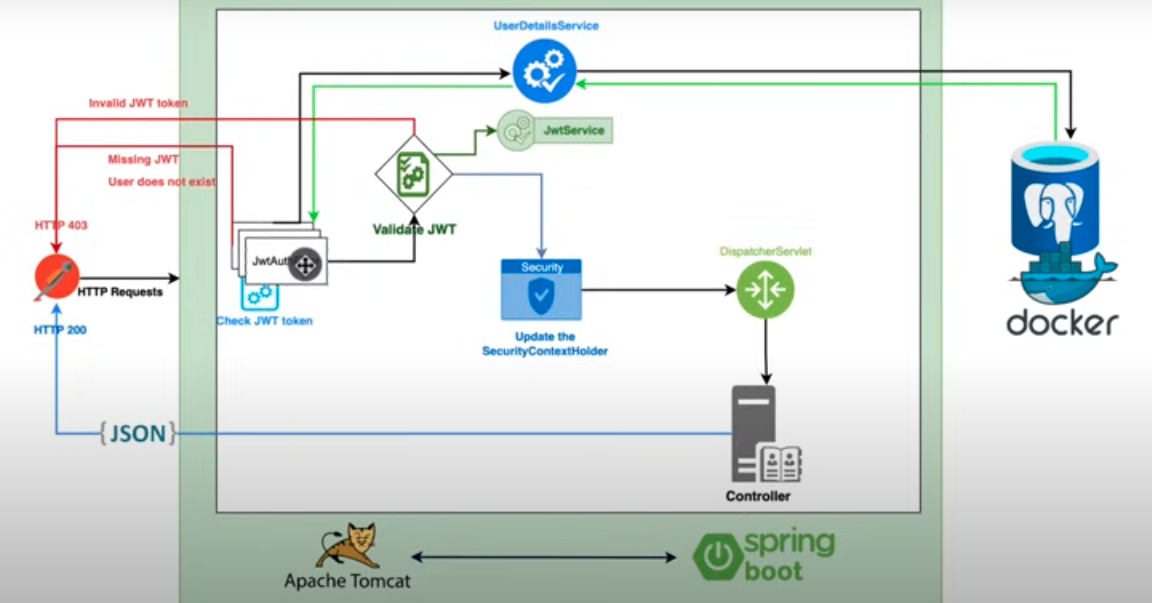 UserDetailsService
Invalid JWT token
JwtService
Missing JWT
User does not exist
HTTP 403
Validate JWT
DispatcherServlet
JwtAuth
Security
HTTP Requests
Check JWT token
HTTP 200
Update the
SecurityContextHolder
docker
{JSON}
Controller
Apache Tomcat
spring
boot